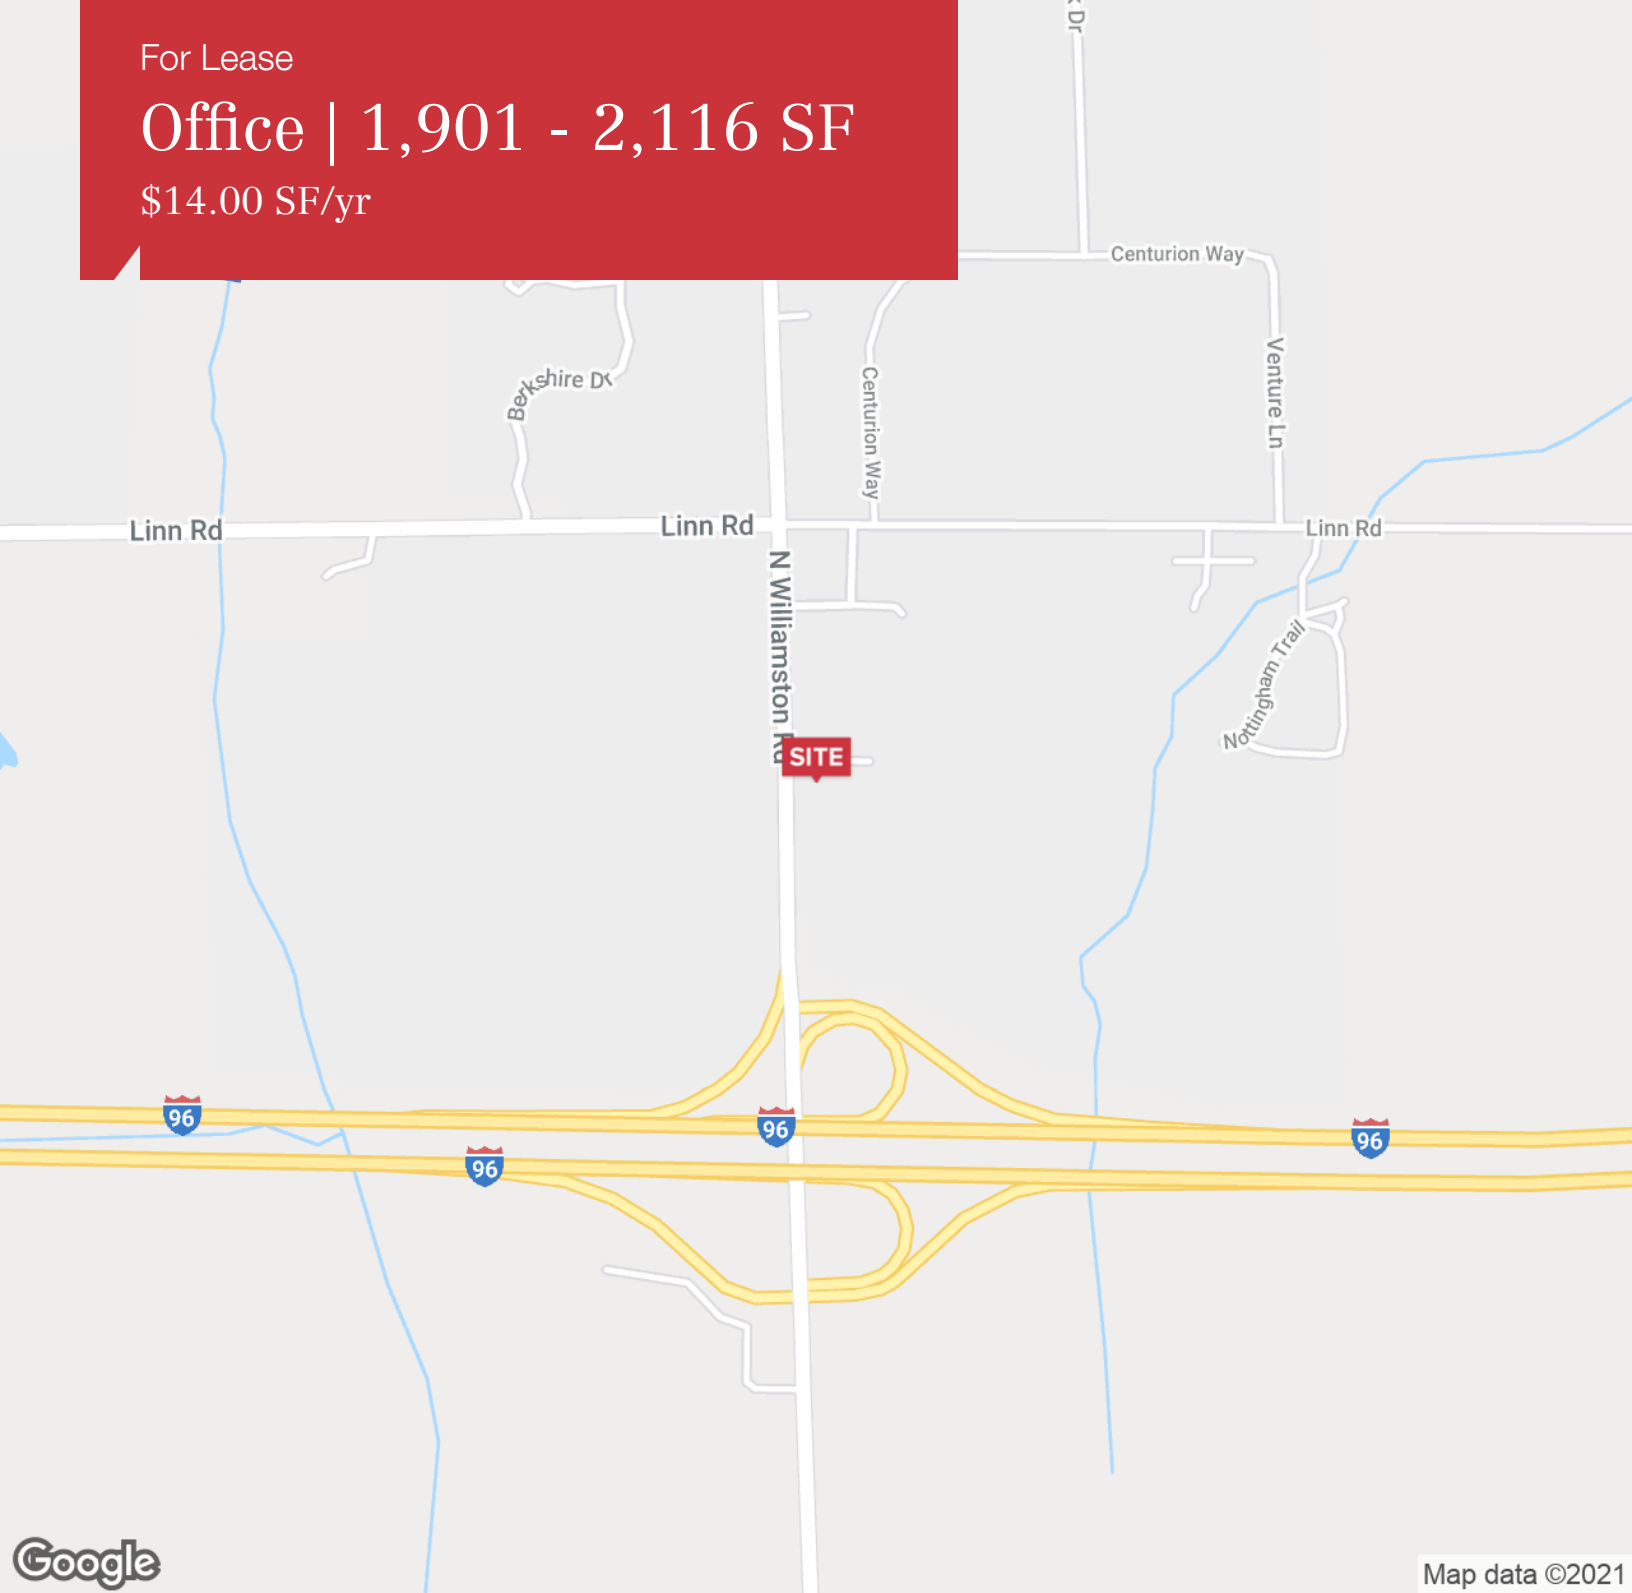 For Lease
Office | 1,901 - 2,116 SF
$14.00 SF/yr
Dr
Centurion Way
Venture Ln
Centurion Way
Berkshire Dr
Linn Rd
Linn Rd
Linn Rd
N Williamston Rd
Nottingham Trail
SITE
96
96
96
96
Google
Map data ©2021